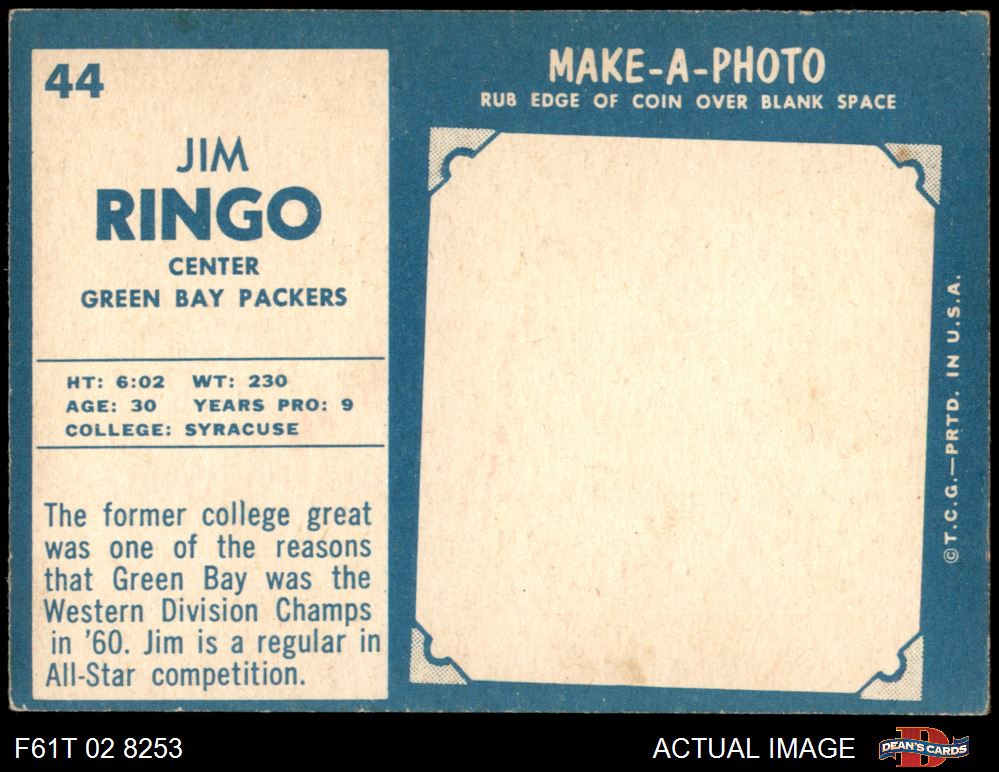 44
JIM
RINGO
CENTER
GREEN BAY PACKERS
HT: 6:02 WT: 230
AGE: 30 YEARS PRO: 9
COLLEGE: SYRACUSE
The former college great
was one of the reasons
that Green Bay was the
Western Division Champs
in '60. Jim is a regular in
All-Star competition.
MAKE-A-PHOTO
RUB EDGE OF COIN OVER BLANK SPACE
©T.C.G.—PRTD. IN U.S.A.
F61T 02 8253
ACTUAL IMAGE
D
DEAN'S CARDS